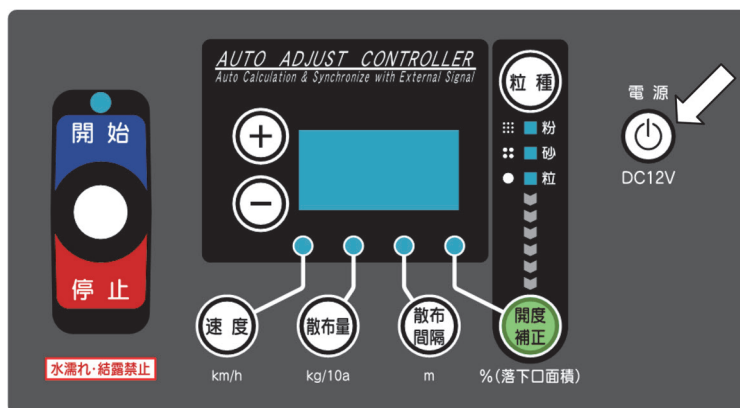 開始
停止
水濡れ・結露禁止
AUTO ADJUST CONTROLLER
Auto Calculation & Synchronize with External Signal
+
−
速度
km/h
散布量
kg/10a
散布
間隔
m
粒種
粉
砂
粒
開度
補正
%(落下口面積)
電源
DC12V